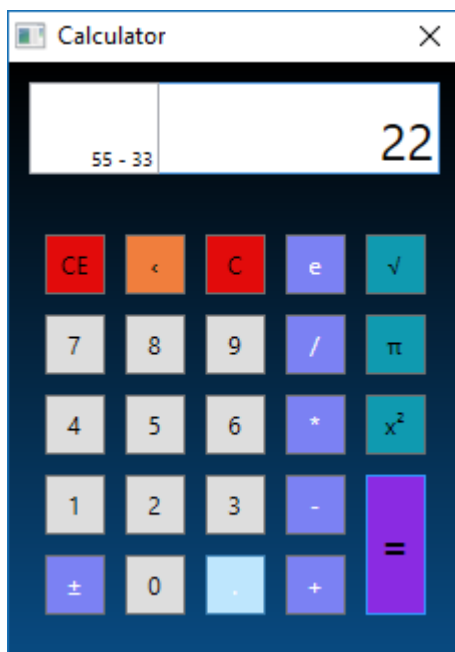 Calculator
55 - 33
22
CE ‹ C e √
7 8 9 / π
4 5 6 * x²
1 2 3 -
=
± 0 . +